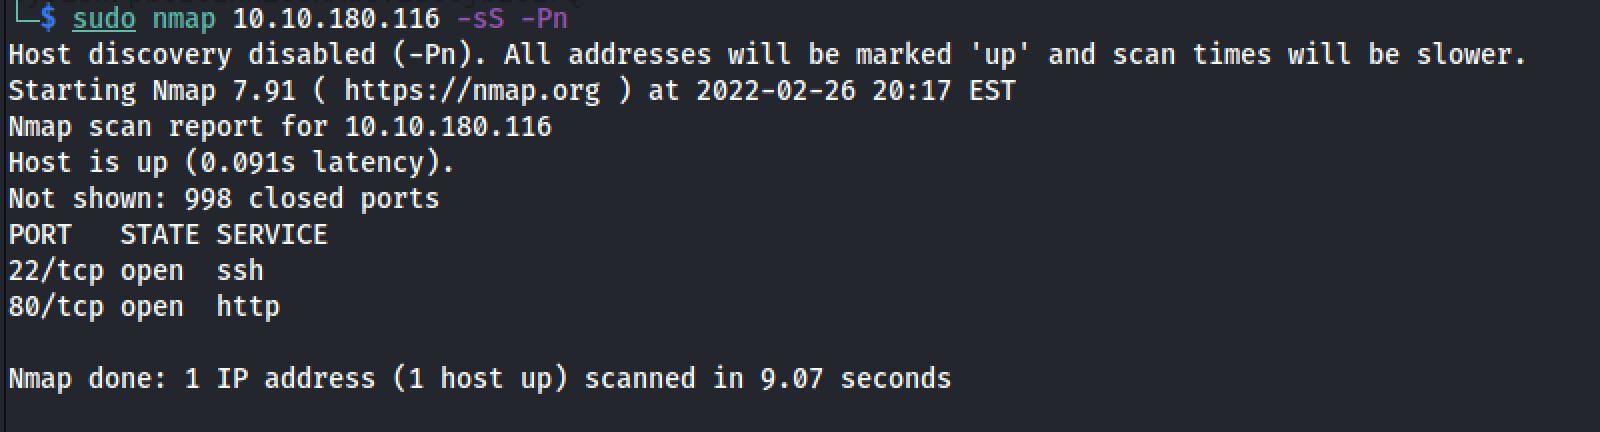 └─$ sudo nmap 10.10.180.116 -sS -Pn
Host discovery disabled (-Pn). All addresses will be marked 'up' and scan times will be slower.
Starting Nmap 7.91 ( https://nmap.org ) at 2022-02-26 20:17 EST
Nmap scan report for 10.10.180.116
Host is up (0.091s latency).
Not shown: 998 closed ports
PORT   STATE SERVICE
22/tcp open  ssh
80/tcp open  http
Nmap done: 1 IP address (1 host up) scanned in 9.07 seconds